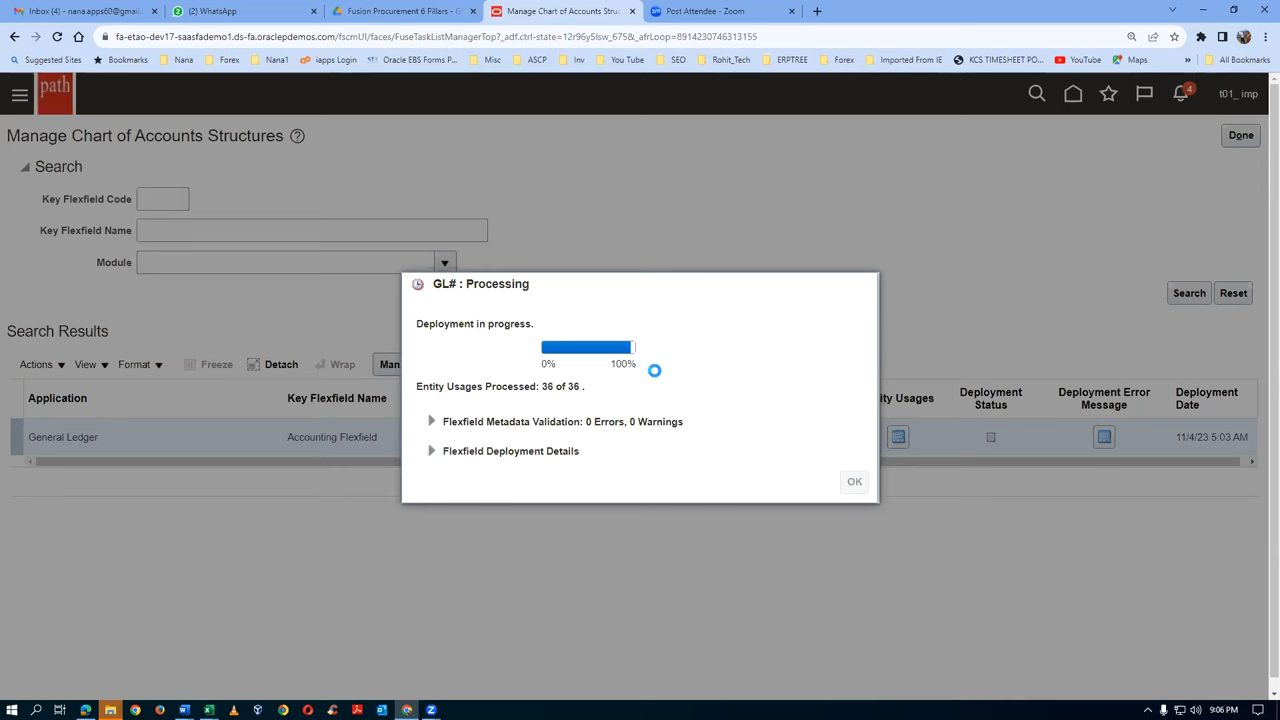 Inbox (4) - nana.apps60@gmail.c
(2) WhatsApp
Fusion Procurement 6 Pillars - G
Manage Chart of Accounts Struc
Post Attendee - Zoom
fa-etao-dev17-saasfademo1.ds-fa.oraclepdemos.com/fscmUI/faces/FuseTaskListManagerTop?_adf.ctrl-state=12r96y5lsw_675&_afrLoop=8914230746313155
Suggested Sites
Bookmarks
Nana
Forex
Nana1
iapps Login
Oracle EBS Forms P...
Misc
ASCP
Inv
You Tube
SEO
Rohit_Tech
ERPTREE
Forex
Imported From IE
KCS TIMESHEET PO...
YouTube
Maps
»
All Bookmarks
path
4
t01_ imp
Manage Chart of Accounts Structures
Done
Search
Key Flexfield Code
Key Flexfield Name
Module
Search
Reset
GL# : Processing
Deployment in progress.
0% 100%
Entity Usages Processed: 36 of 36 .
Flexfield Metadata Validation: 0 Errors, 0 Warnings
Flexfield Deployment Details
OK
Search Results
Actions
View
Format
Freeze
Detach
Wrap
Man
Application
Key Flexfield Name
ity Usages
Deployment
Status
Deployment Error
Message
Deployment
Date
General Ledger
Accounting Flexfield
11/4/23 5:03 AM
9:06 PM